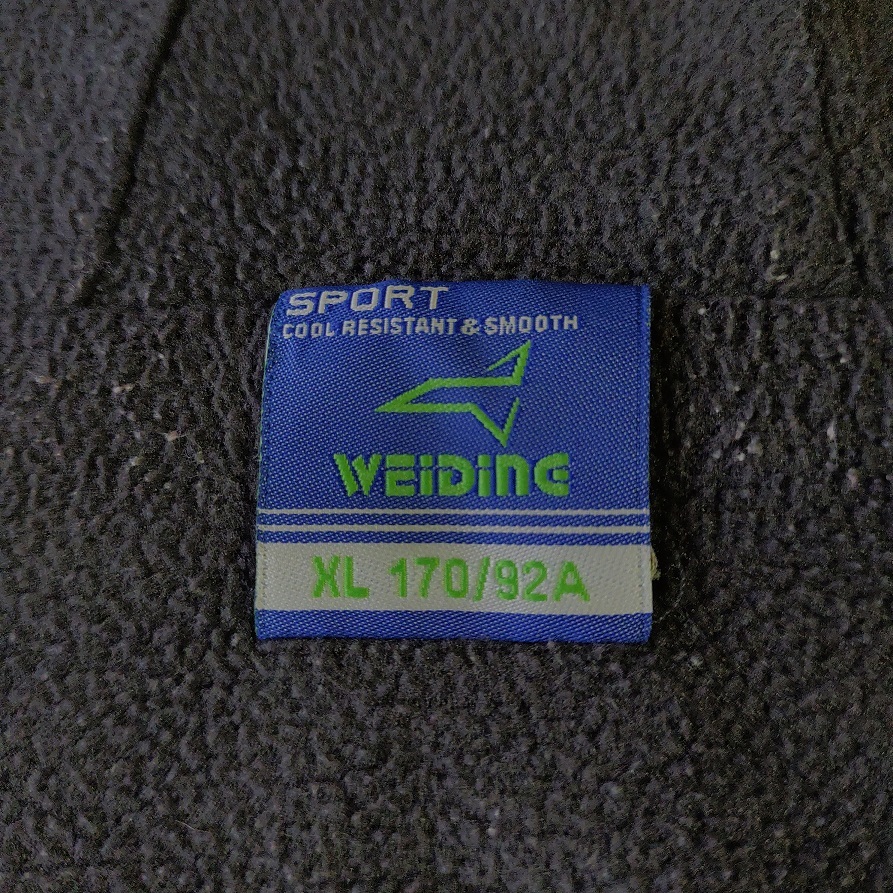 SPORT
COOL RESISTANT & SMOOTH
WEiDinG
XL 170/92A